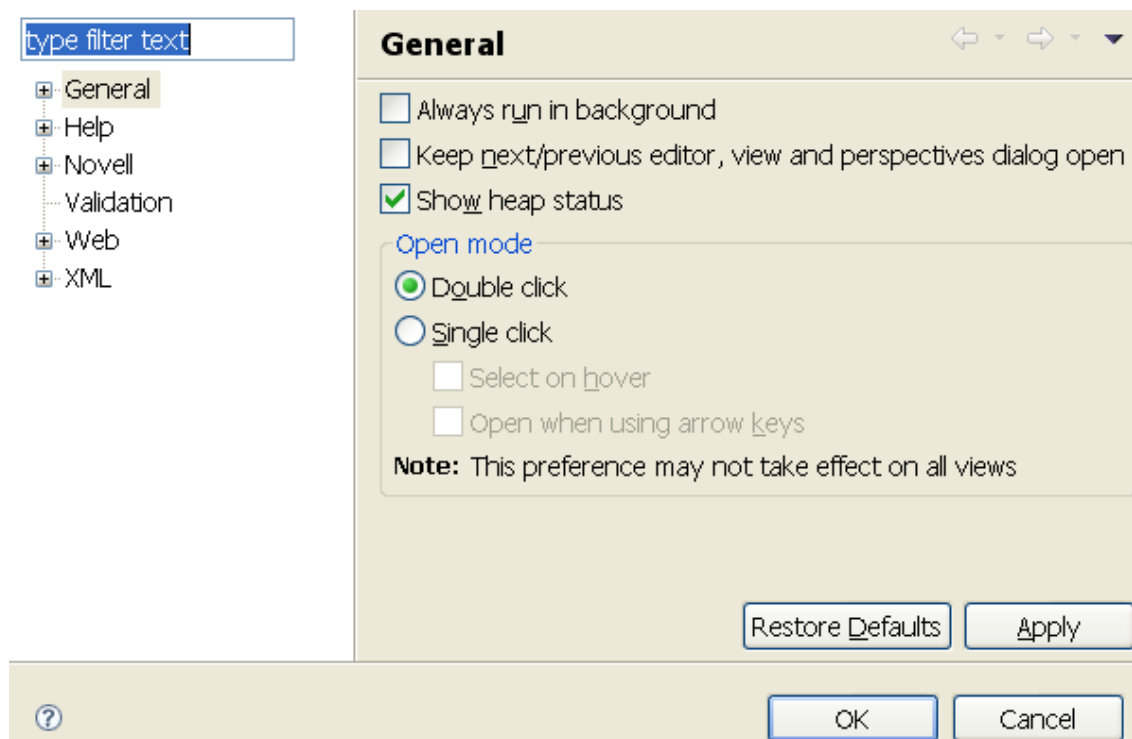 type filter text
General
Help
Novell
Validation
Web
XML
General
Always run in background
Keep next/previous editor, view and perspectives dialog open
Show heap status
Open mode
Double click
Single click
Select on hover
Open when using arrow keys
Note: This preference may not take effect on all views
Restore Defaults
Apply
?
OK
Cancel